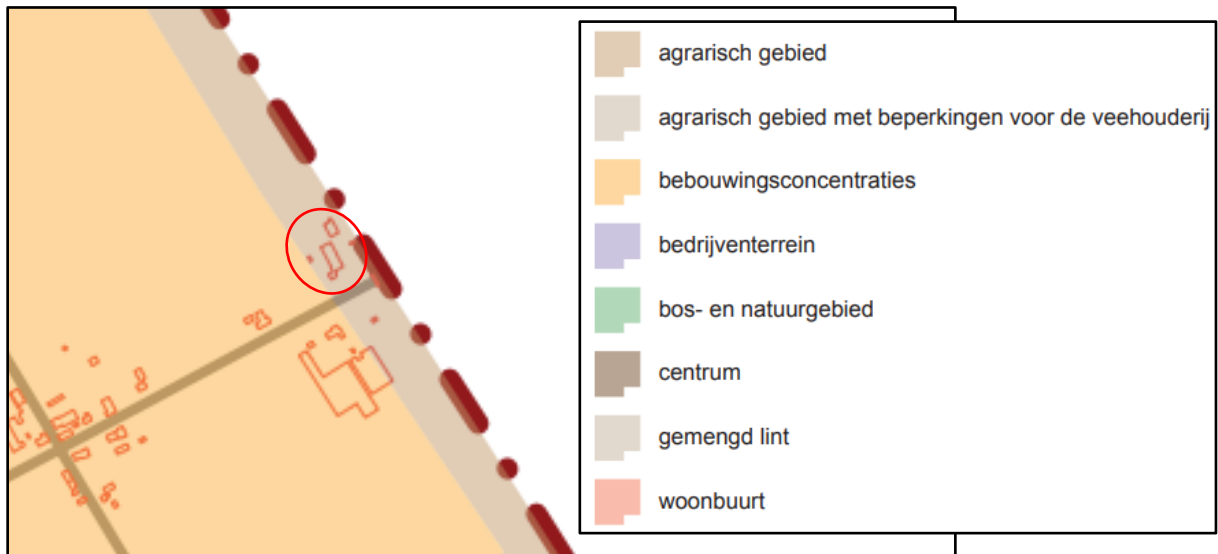 agrarisch gebied
agrarisch gebied met beperkingen voor de veehouderij
bebouwingsconcentraties
bedrijventerrein
bos- en natuurgebied
centrum
gemengd lint
woonbuurt